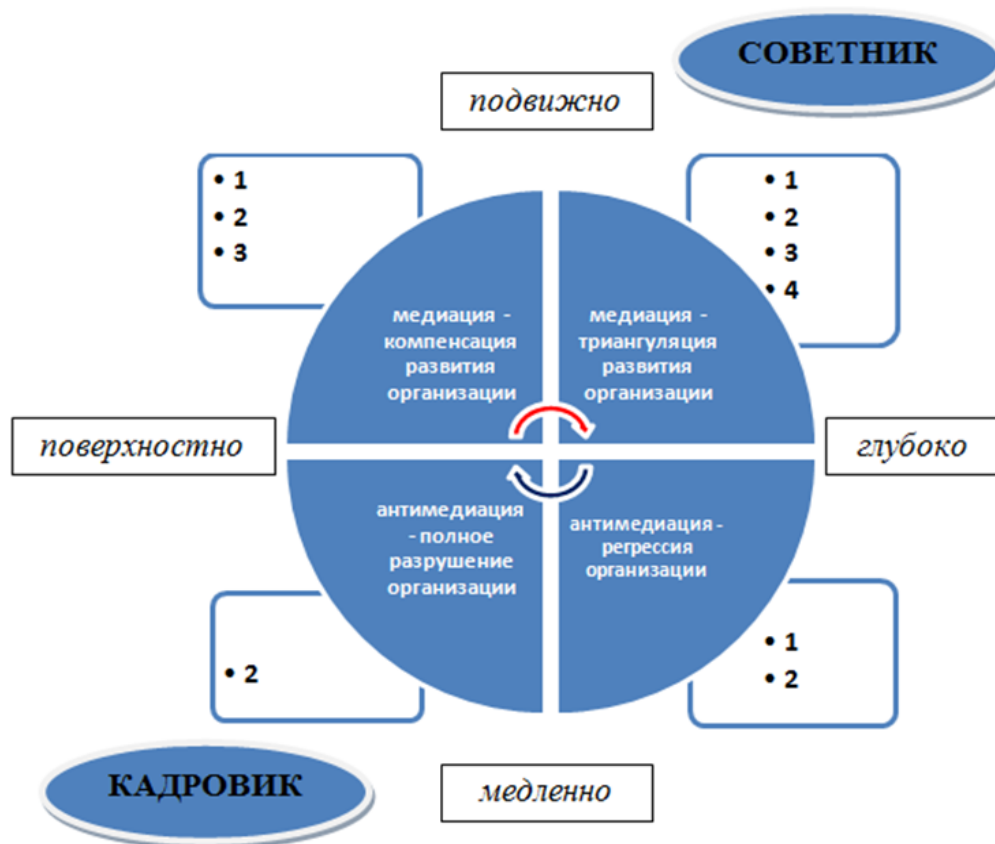 СОВЕТНИК
подвижно
• 1
• 2
• 3
• 1
• 2
• 3
• 4
медиация -
компенсация
развития
организации
медиация -
триангуляция
развития
организации
поверхностно
глубоко
антимедиация
- полное
разрушение
организации
антимедиация -
регрессия
организации
• 2
• 1
• 2
КАДРОВИК
медленно